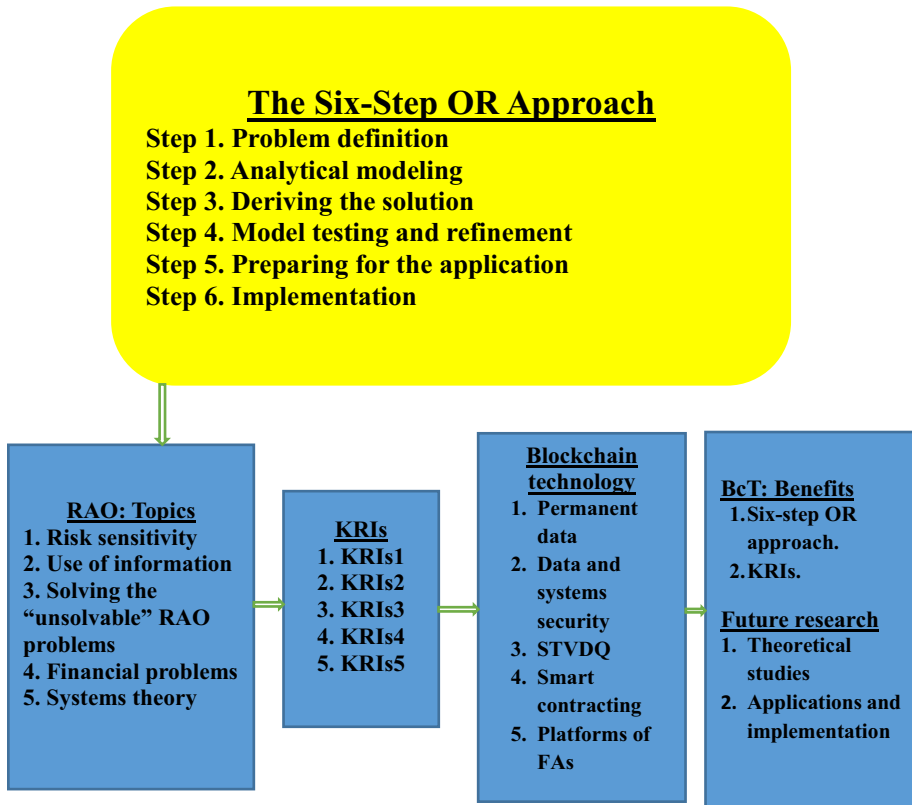 The Six-Step OR Approach
Step 1. Problem definition
Step 2. Analytical modeling
Step 3. Deriving the solution
Step 4. Model testing and refinement
Step 5. Preparing for the application
Step 6. Implementation
RAO: Topics
1. Risk sensitivity
2. Use of information
3. Solving the
“unsolvable” RAO
problems
4. Financial problems
5. Systems theory
KRIs
1. KRIs1
2. KRIs2
3. KRIs3
4. KRIs4
5. KRIs5
Blockchain
technology
1. Permanent
data
2. Data and
systems
security
3. STVDQ
4. Smart
contracting
5. Platforms of
FAs
BcT: Benefits
1. Six-step OR
approach.
2. KRIs.
Future research
1. Theoretical
studies
2. Applications and
implementation